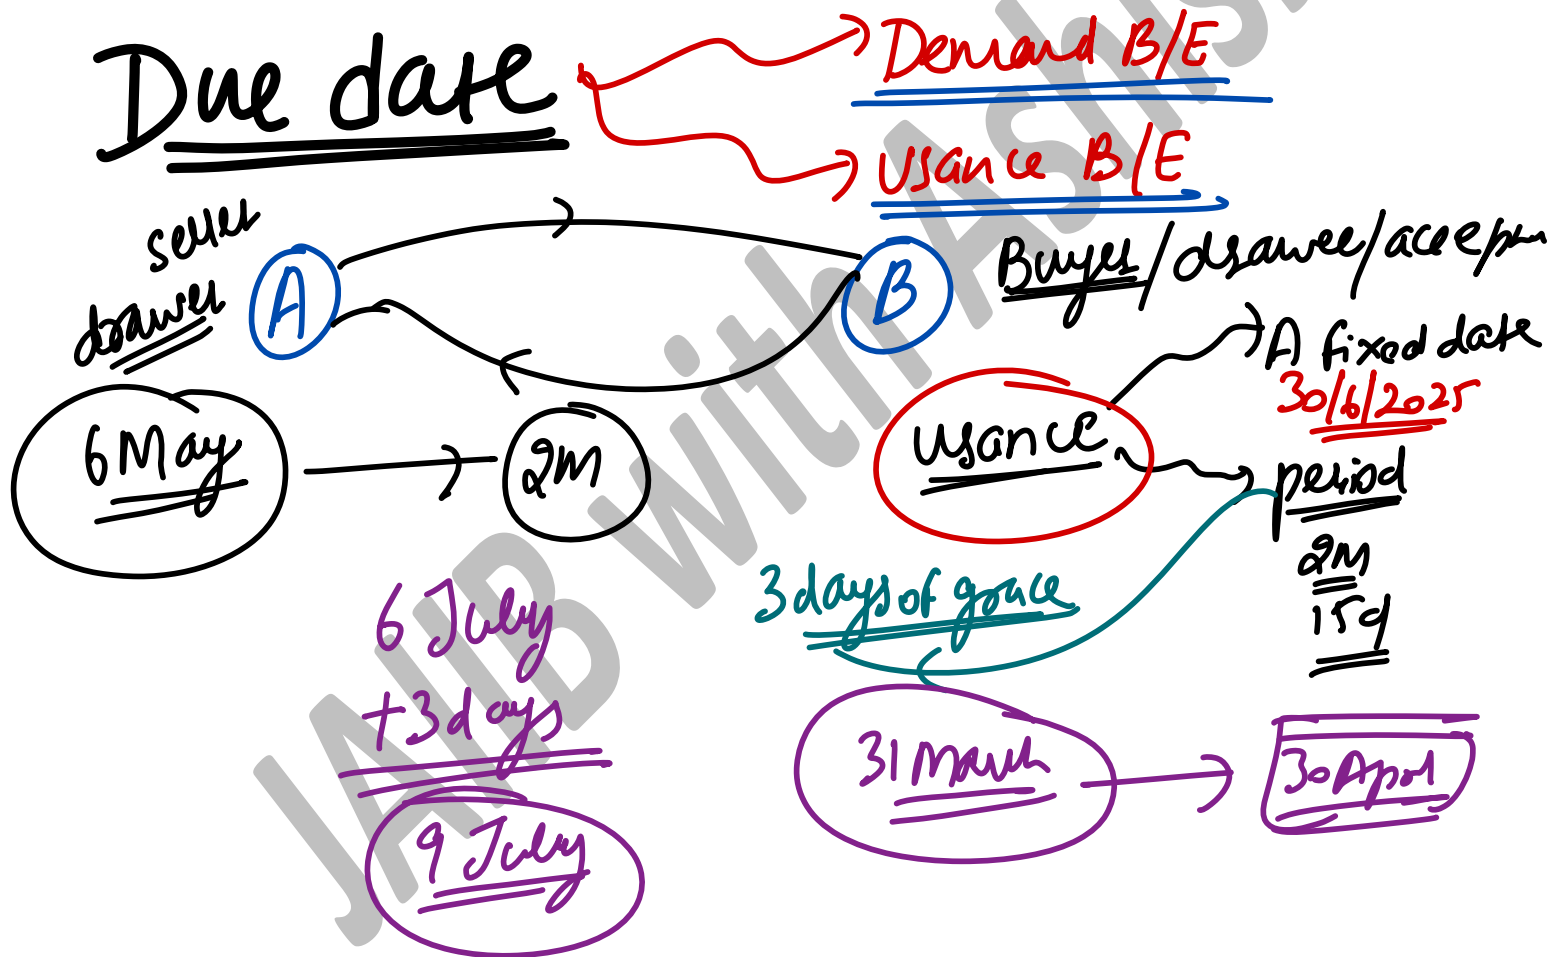 Due date
Demand B/E
Usance B/E
seller
drawer
A
B
Buyer/drawee/
A fixed date
30/6/2025
6 May
2M
usance
period
2M
15d
3 days of grace
6 July
+3 days
9 July
31 March
30 April
JAIIB with Ashish